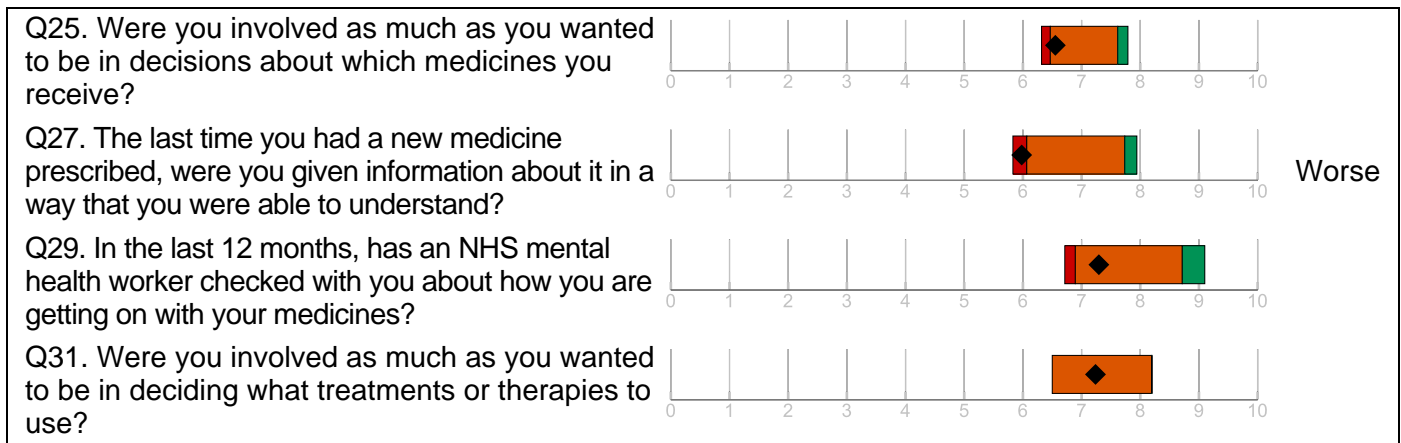 Q25. Were you involved as much as you wanted
to be in decisions about which medicines you
receive?
0 1 2 3 4 5 6 7 8 9 10
Q27. The last time you had a new medicine
prescribed, were you given information about it in a
way that you were able to understand?
0 1 2 3 4 5 6 7 8 9 10
Worse
Q29. In the last 12 months, has an NHS mental
health worker checked with you about how you are
getting on with your medicines?
0 1 2 3 4 5 6 7 8 9 10
Q31. Were you involved as much as you wanted
to be in deciding what treatments or therapies to
use?
0 1 2 3 4 5 6 7 8 9 10